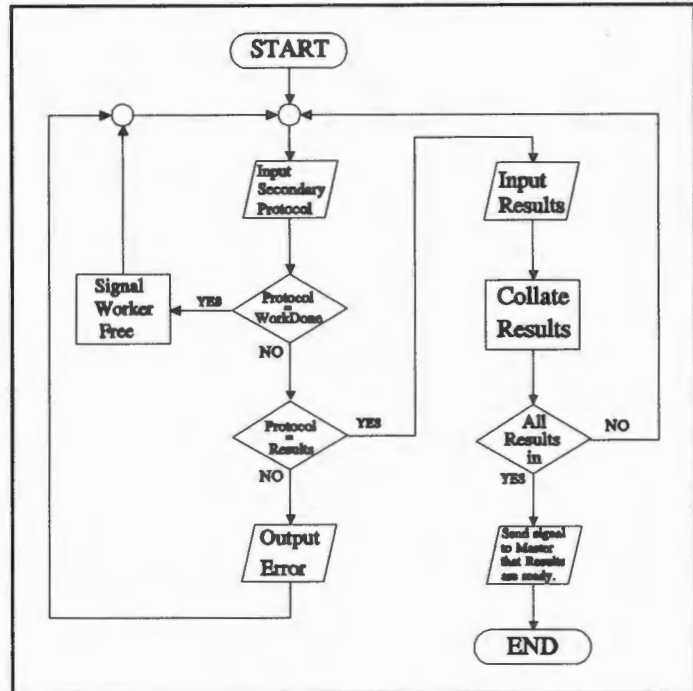 START
Input
Secondary
Protocol
Signal
Worker
Free
YES
Protocol
=
WorkDone
NO
Protocol
=
Results
YES
NO
Output
Error
Input
Results
Collate
Results
All
Results
in
NO
YES
Send signal
to Master
that Results
are ready.
END